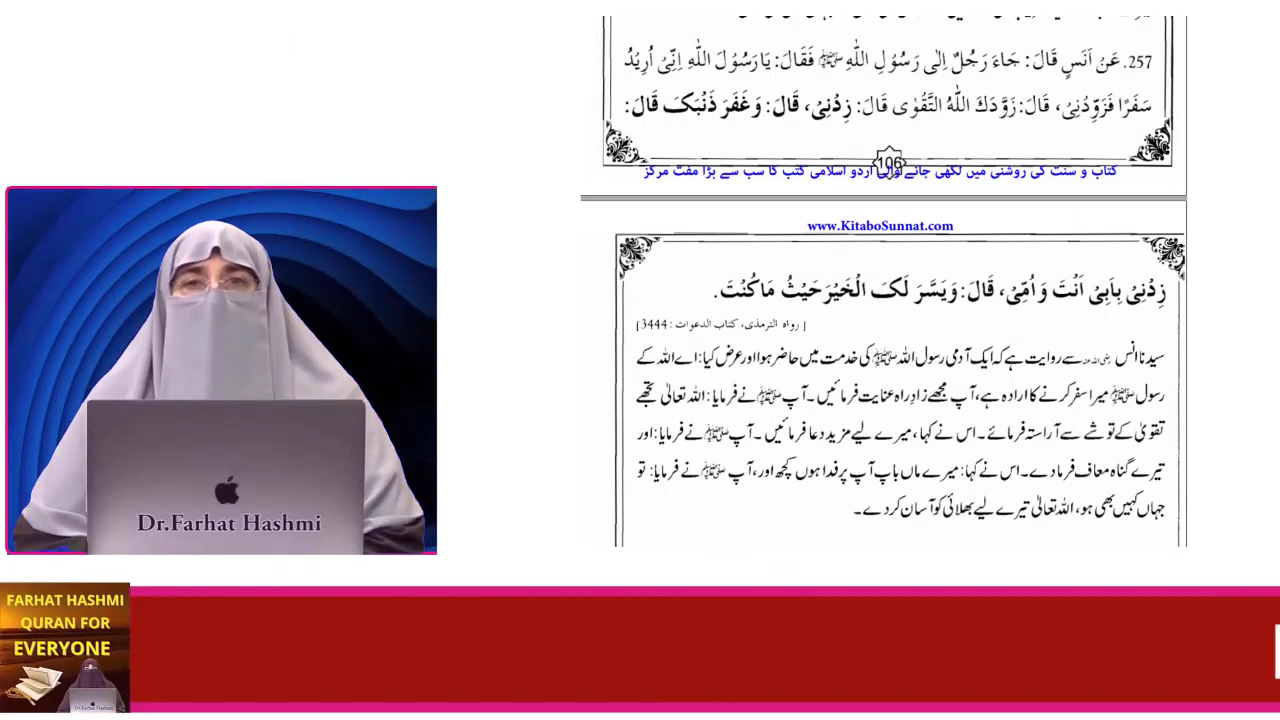 257. عَنْ اَنَسٍ قَالَ: جَاءَ رَجُلٌ اِلٰی رَسُوْلِ اللّٰہِ ﷺ فَقَالَ: یَارَسُوْلَ اللّٰہِ اِنِّیْ اُرِیْدُ
سَفَرًا فَزَوِّدْنِیْ، قَالَ: زَوَّدَكَ اللّٰہُ التَّقْوٰی قَالَ: زِدْنِیْ، قَالَ: وَغَفَرَ ذَنْبَکَ قَالَ:
106
کتاب و سنت کی روشنی میں لکھی جانے والی اردو اسلامی کتب کا سب سے بڑا مفت مرکز
www.KitaboSunnat.com
زِدْنِیْ بِاَبِیْ اَنْتَ وَ اُمِّیْ، قَالَ: وَیَسَّرَ لَکَ الْخَیْرَ حَیْثُ مَاکُنْتَ.
[رواه الترمذی، کتاب الدعوات : 3444]
سیدنا انس رضی اللہ عنہ سے روایت ہے کہ ایک آدمی رسول اللہ ﷺ کی خدمت میں حاضر ہوا اور عرض کیا: اے اللہ کے
رسول ﷺ میرا سفر کرنے کا ارادہ ہے، آپ مجھے زادِراہ عنایت فرمائیں۔ آپ ﷺ نے فرمایا: اللہ تعالیٰ تجھے
تقویٰ کے توشے سے آراستہ فرمائے۔ اس نے کہا، میرے لیے مزید دعا فرمائیں۔ آپ ﷺ نے فرمایا: اور
تیرے گناہ معاف فرما دے۔ اس نے کہا: میرے ماں باپ آپ پر فدا ہوں کچھ اور، آپ ﷺ نے فرمایا: تو
جہاں کہیں بھی ہو، اللہ تعالیٰ تیرے لیے بھلائی کو آسان کر دے۔
Dr.Farhat Hashmi
FARHAT HASHMI
QURAN FOR
EVERYONE
Dr.Farhat Hashmi